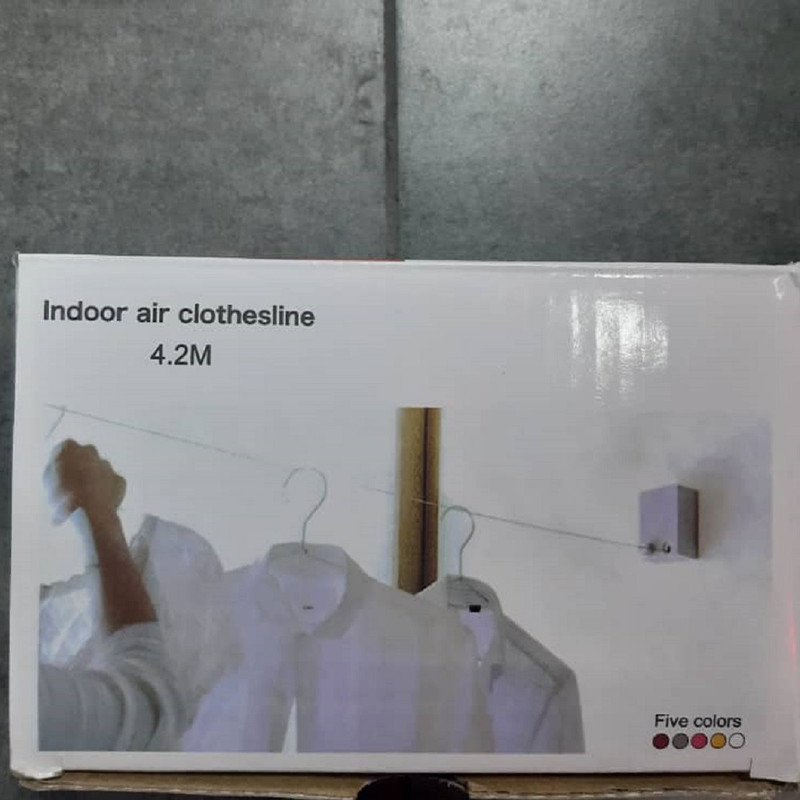 Indoor air clothesline
4.2M
Five colors